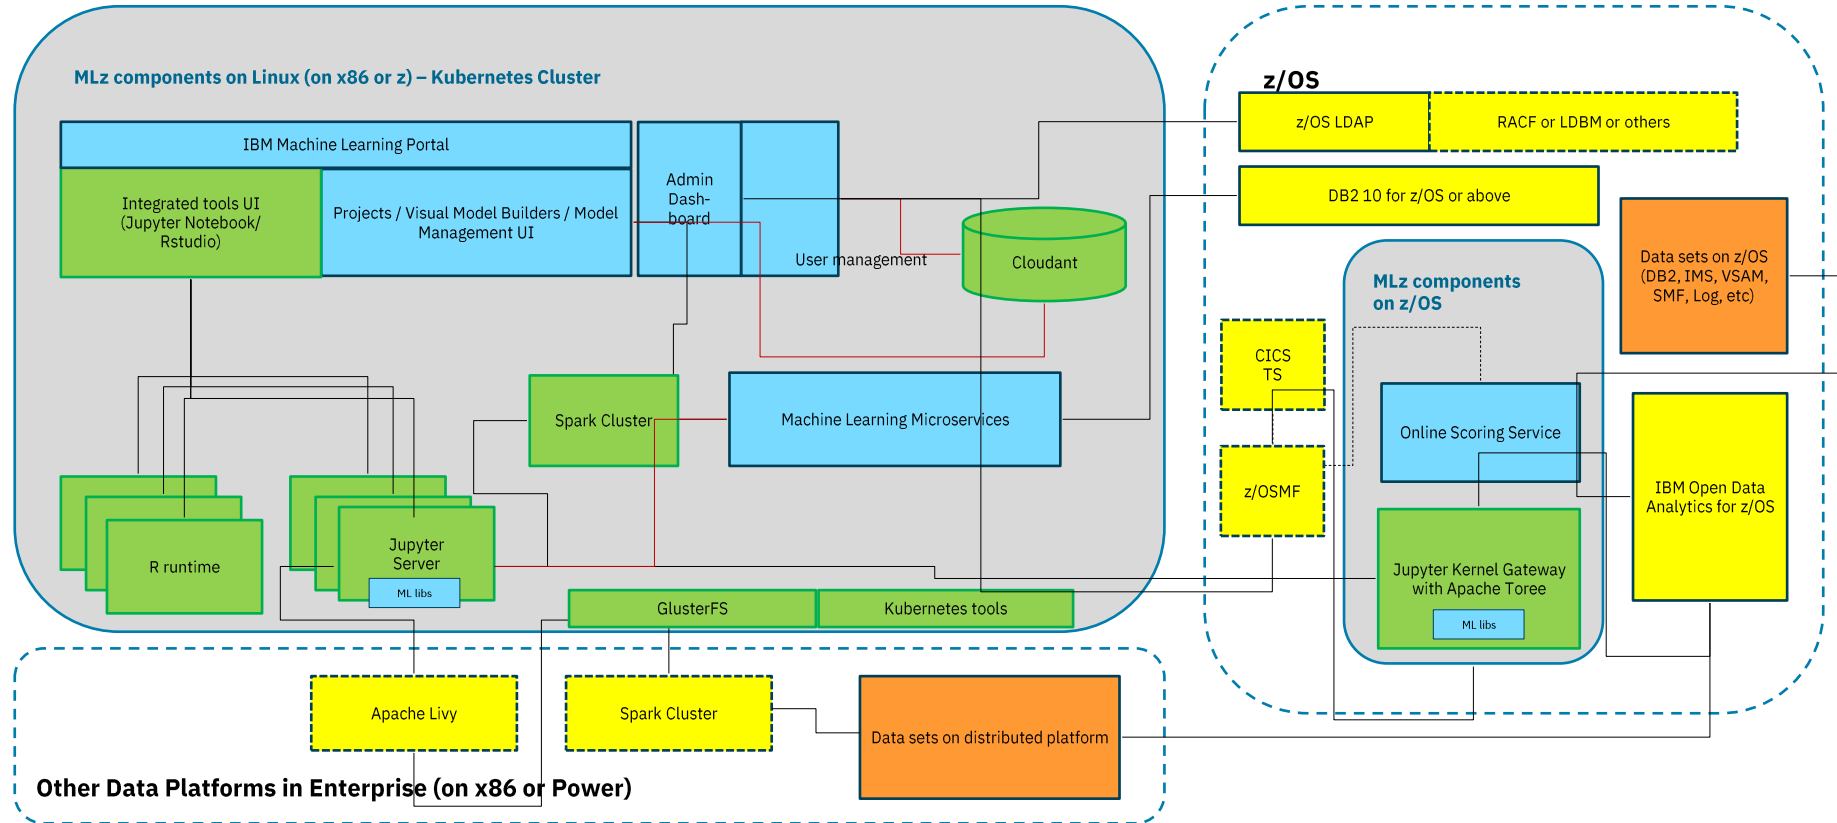 MLz components on Linux (on x86 or z) – Kubernetes Cluster
IBM Machine Learning Portal
Integrated tools UI
(Jupyter Notebook/
Rstudio)
Projects / Visual Model Builders / Model
Management UI
Admin
Dash-
board
User management
Cloudant
Spark Cluster
Machine Learning Microservices
R runtime
Jupyter
Server
ML libs
GlusterFS
Kubernetes tools
Apache Livy
Spark Cluster
Data sets on distributed platform
Other Data Platforms in Enterprise (on x86 or Power)
z/OS
z/OS LDAP
RACF or LDBM or others
DB2 10 for z/OS or above
Data sets on z/OS
(DB2, IMS, VSAM,
SMF, Log, etc)
MLz components
on z/OS
CICS
TS
z/OSMF
Online Scoring Service
IBM Open Data
Analytics for z/OS
Jupyter Kernel Gateway
with Apache Toree
ML libs